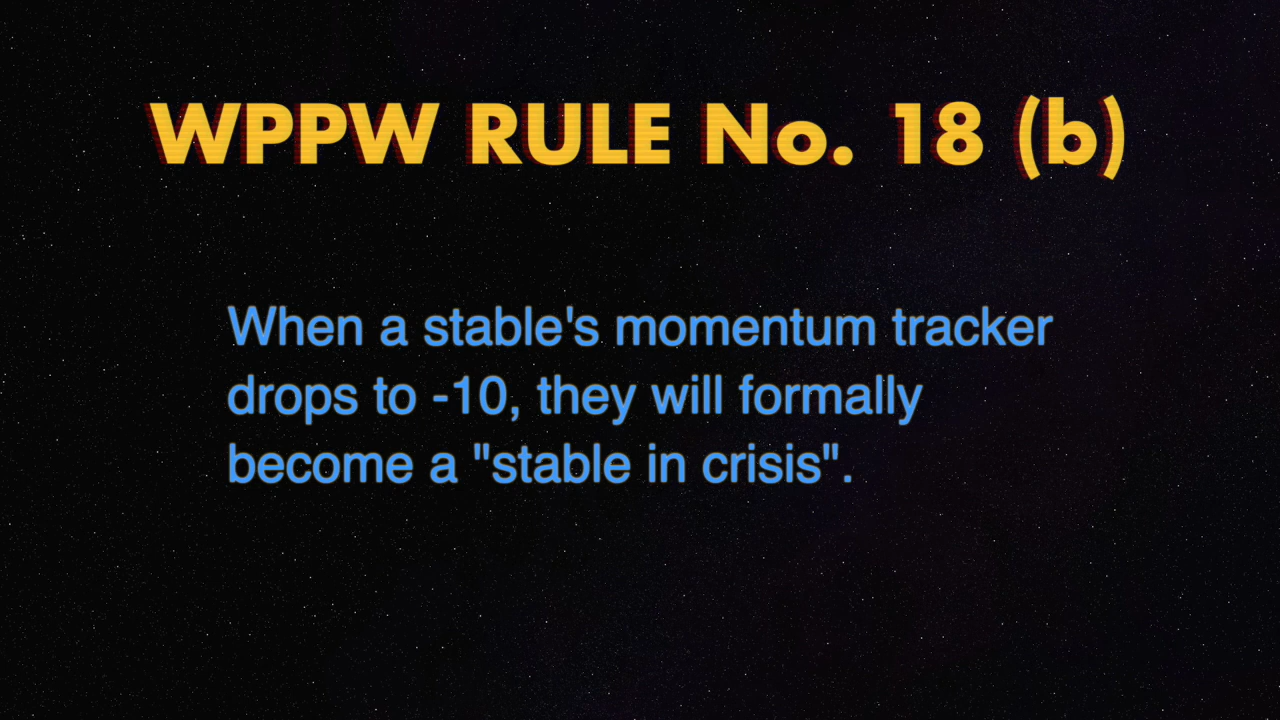 WPPW RULE No. 18 (b)
When a stable's momentum tracker
drops to -10, they will formally
become a "stable in crisis".